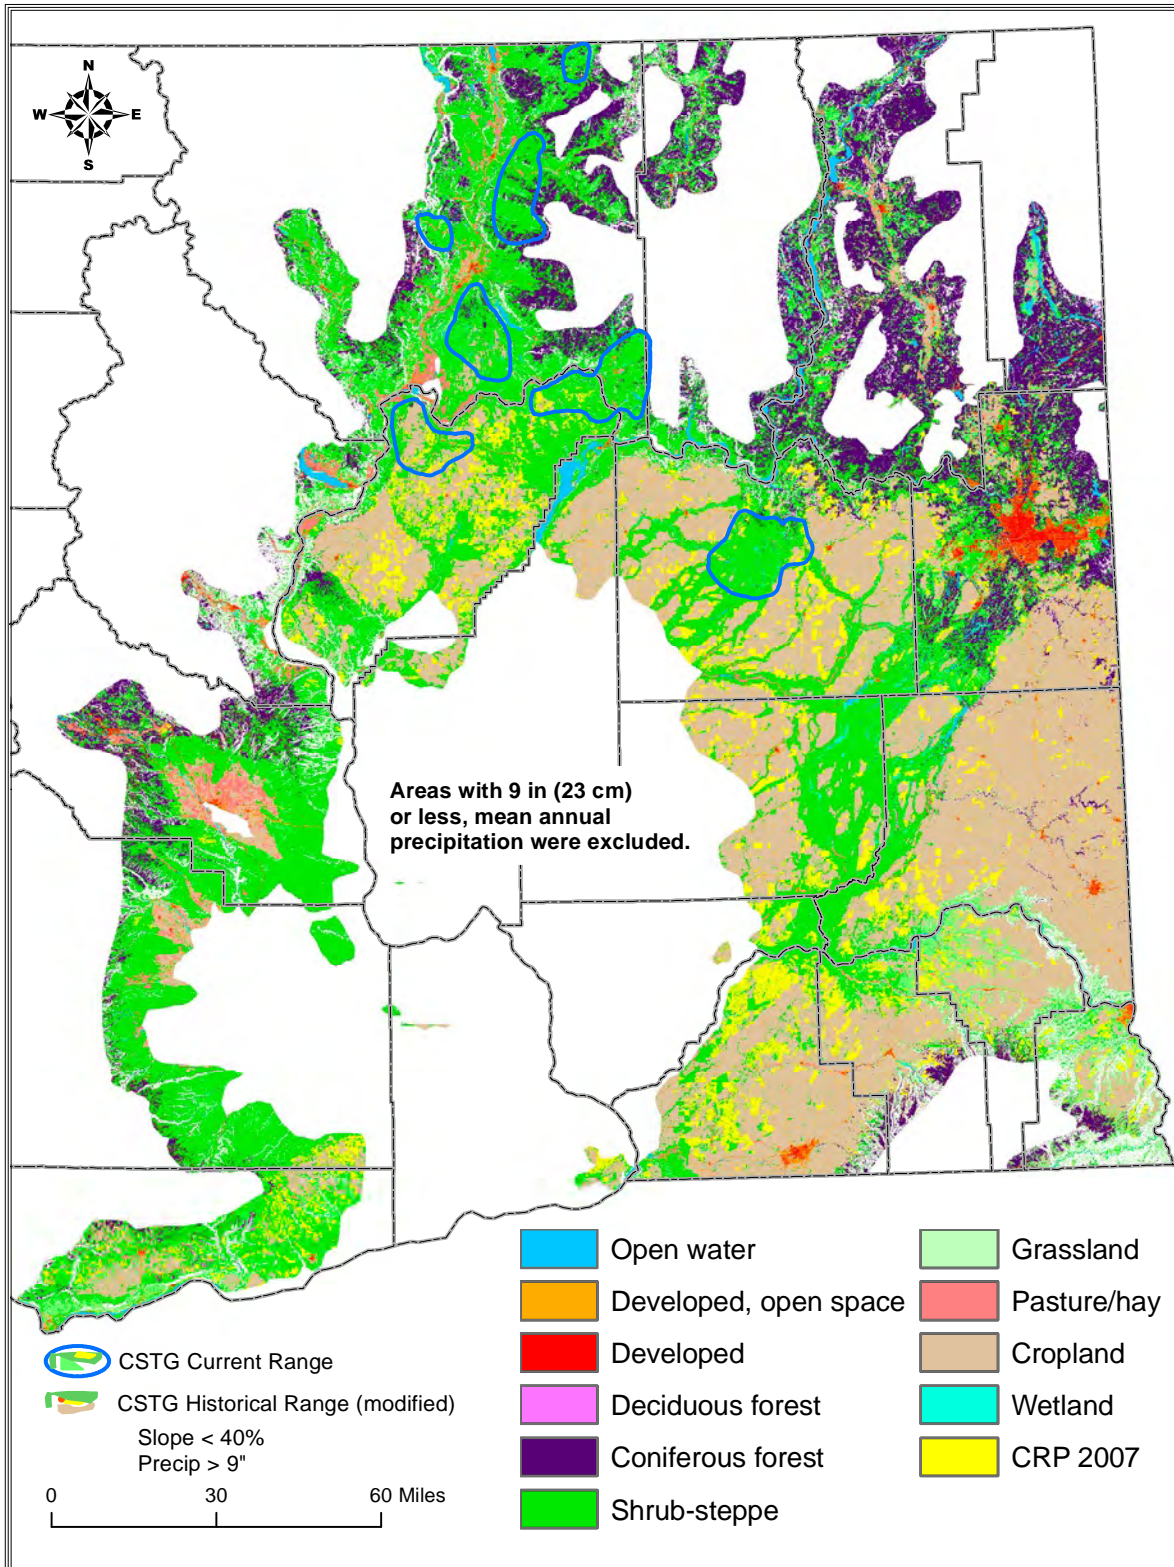 N
W E
S
Areas with 9 in (23 cm)
or less, mean annual
precipitation were excluded.
CSTG Current Range
CSTG Historical Range (modified)
Slope < 40%
Precip > 9"
0 30 60 Miles
Open water
Developed, open space
Developed
Deciduous forest
Coniferous forest
Shrub-steppe
Grassland
Pasture/hay
Cropland
Wetland
CRP 2007